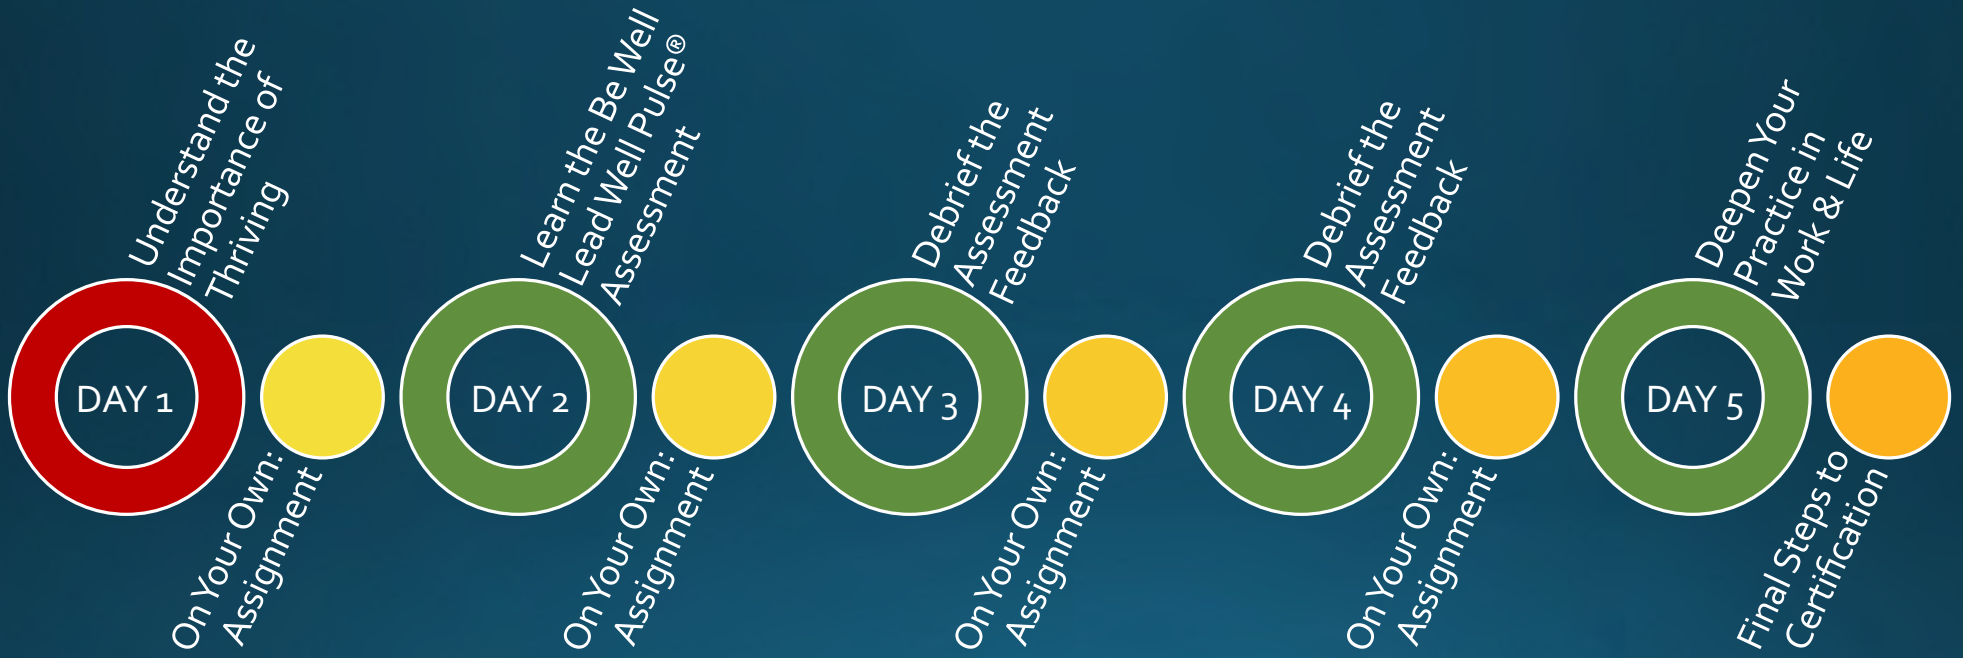 Understand the
Importance of
Thriving
DAY 1
On Your Own:
Assignment
Learn the Be Well
Lead Well Pulse®
Assessment
DAY 2
On Your Own:
Assignment
Debrief the
Assessment
Feedback
DAY 3
On Your Own:
Assignment
Debrief the
Assessment
Feedback
DAY 4
On Your Own:
Assignment
Deepen Your
Practice in
Work & Life
DAY 5
Final Steps to
Certification